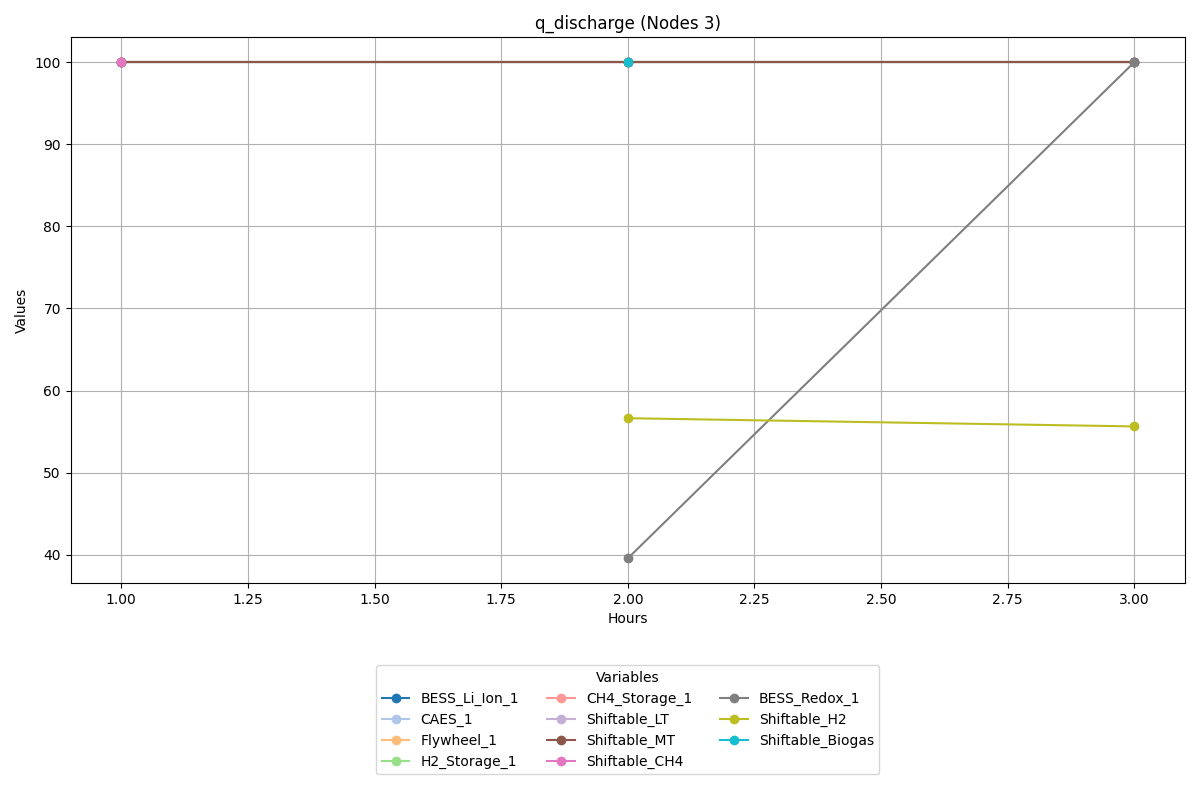 q_discharge (Nodes 3)
100
90
80
70
60
50
40
Values
1.00 1.25 1.50 1.75 2.00 2.25 2.50 2.75 3.00
Hours
Variables
BESS_Li_Ion_1 CH4_Storage_1 BESS_Redox_1
CAES_1 Shiftable_LT Shiftable_H2
Flywheel_1 Shiftable_MT Shiftable_Biogas
H2_Storage_1 Shiftable_CH4